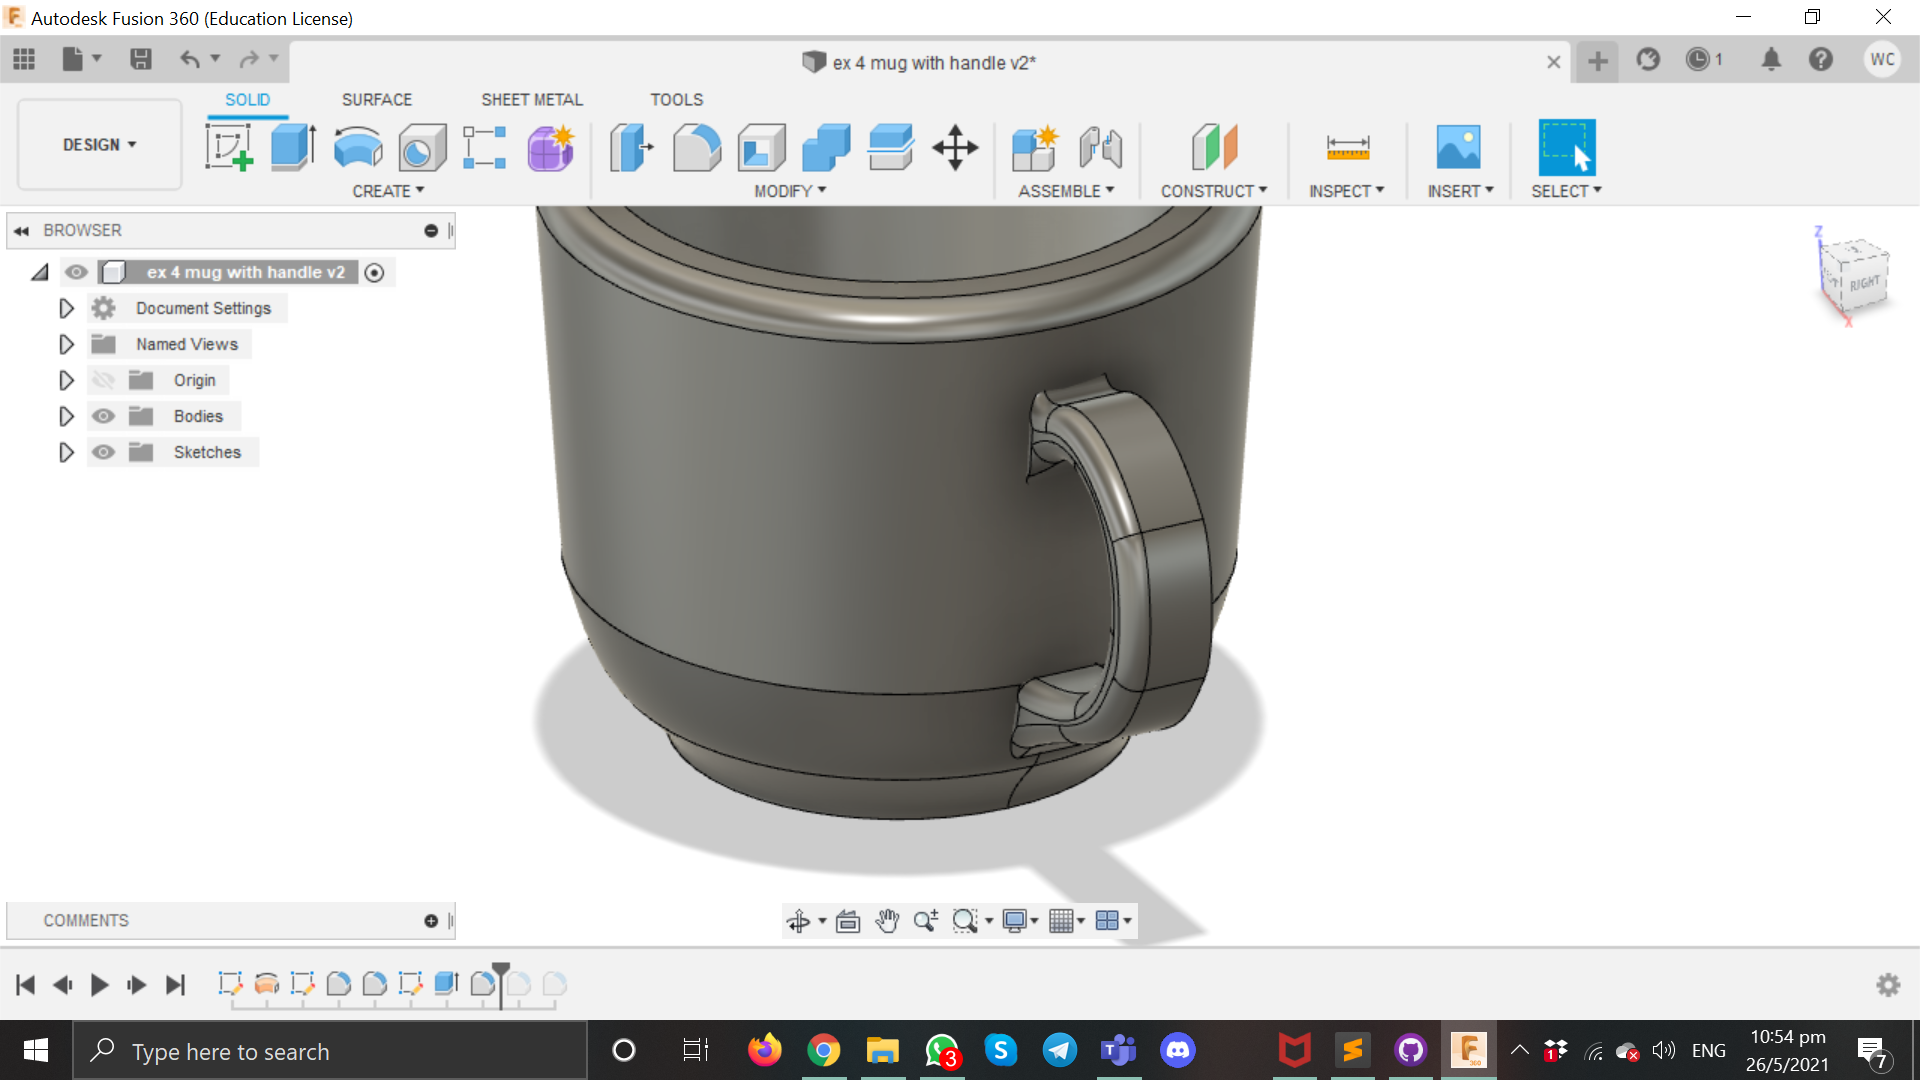 Autodesk Fusion 360 (Education License)
ex 4 mug with handle v2*
1
WC
SOLID
SURFACE
SHEET METAL
TOOLS
DESIGN
CREATE
MODIFY
ASSEMBLE
CONSTRUCT
INSPECT
INSERT
SELECT
BROWSER
ex 4 mug with handle v2
Document Settings
Named Views
Origin
Bodies
Sketches
Z
RIGHT
X
COMMENTS
Type here to search
3
1
ENG
10:54 pm
26/5/2021
7